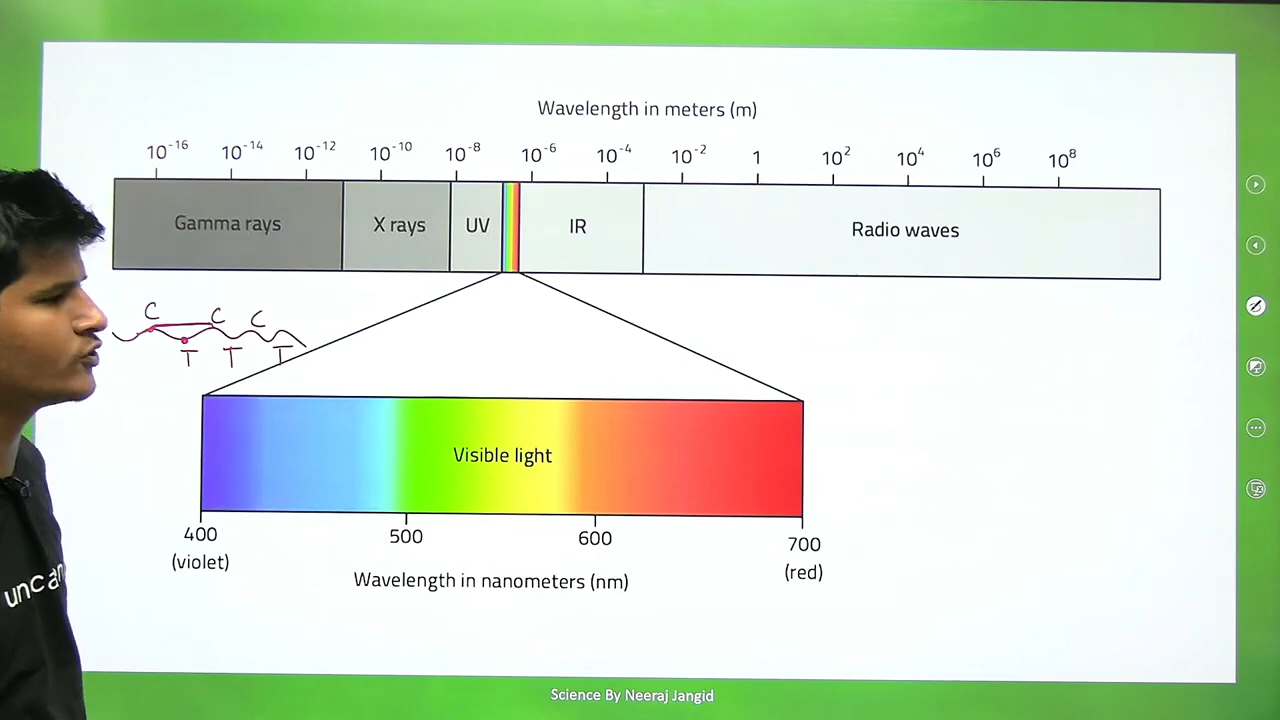 Wavelength in meters (m)
10⁻¹⁶ 10⁻¹⁴ 10⁻¹² 10⁻¹⁰ 10⁻⁸ 10⁻⁶ 10⁻⁴ 10⁻² 1 10² 10⁴ 10⁶ 10⁸
Gamma rays X rays UV IR Radio waves
C C C
T T T
Visible light
400 500 600 700
(violet) (red)
Wavelength in nanometers (nm)
Science By Neeraj Jangid